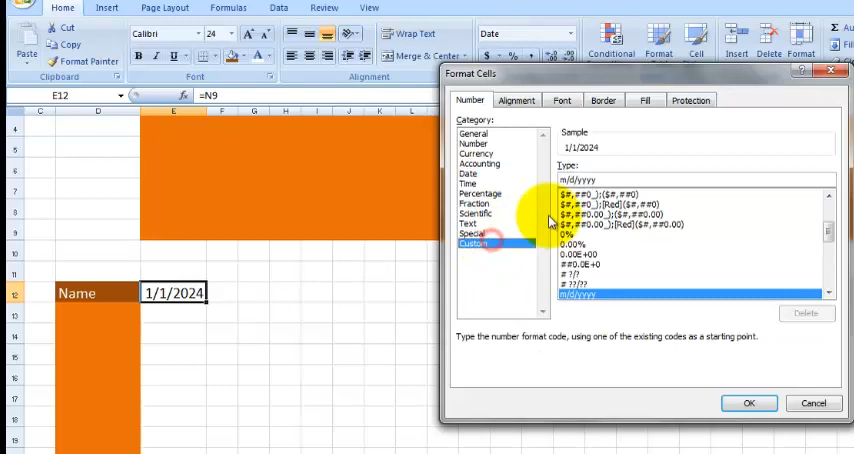 Home Insert Page Layout Formulas Data Review View
Cut
Copy
Format Painter
Paste
Clipboard
Calibri 24
Font
Wrap Text
Merge & Center
Alignment
Date
Conditional Format Cell
Insert Delete Format
E12 =N9
C D E F G H I J K L
4
5
6
7
8
9
10
11
12
13
14
15
16
17
18
19
Name 1/1/2024
Format Cells
Number Alignment Font Border Fill Protection
Category:
General
Number
Currency
Accounting
Date
Time
Percentage
Fraction
Scientific
Text
Special
Custom
Sample
1/1/2024
Type:
m/d/yyyy
$#,##0_);($#,##0)
$#,##0_);[Red]($#,##0)
$#,##0.00_);($#,##0.00)
$#,##0.00_);[Red]($#,##0.00)
0%
0.00%
0.00E+00
##0.0E+0
# ?/?
# ??/??
m/d/yyyy
Delete
Type the number format code, using one of the existing codes as a starting point.
OK Cancel